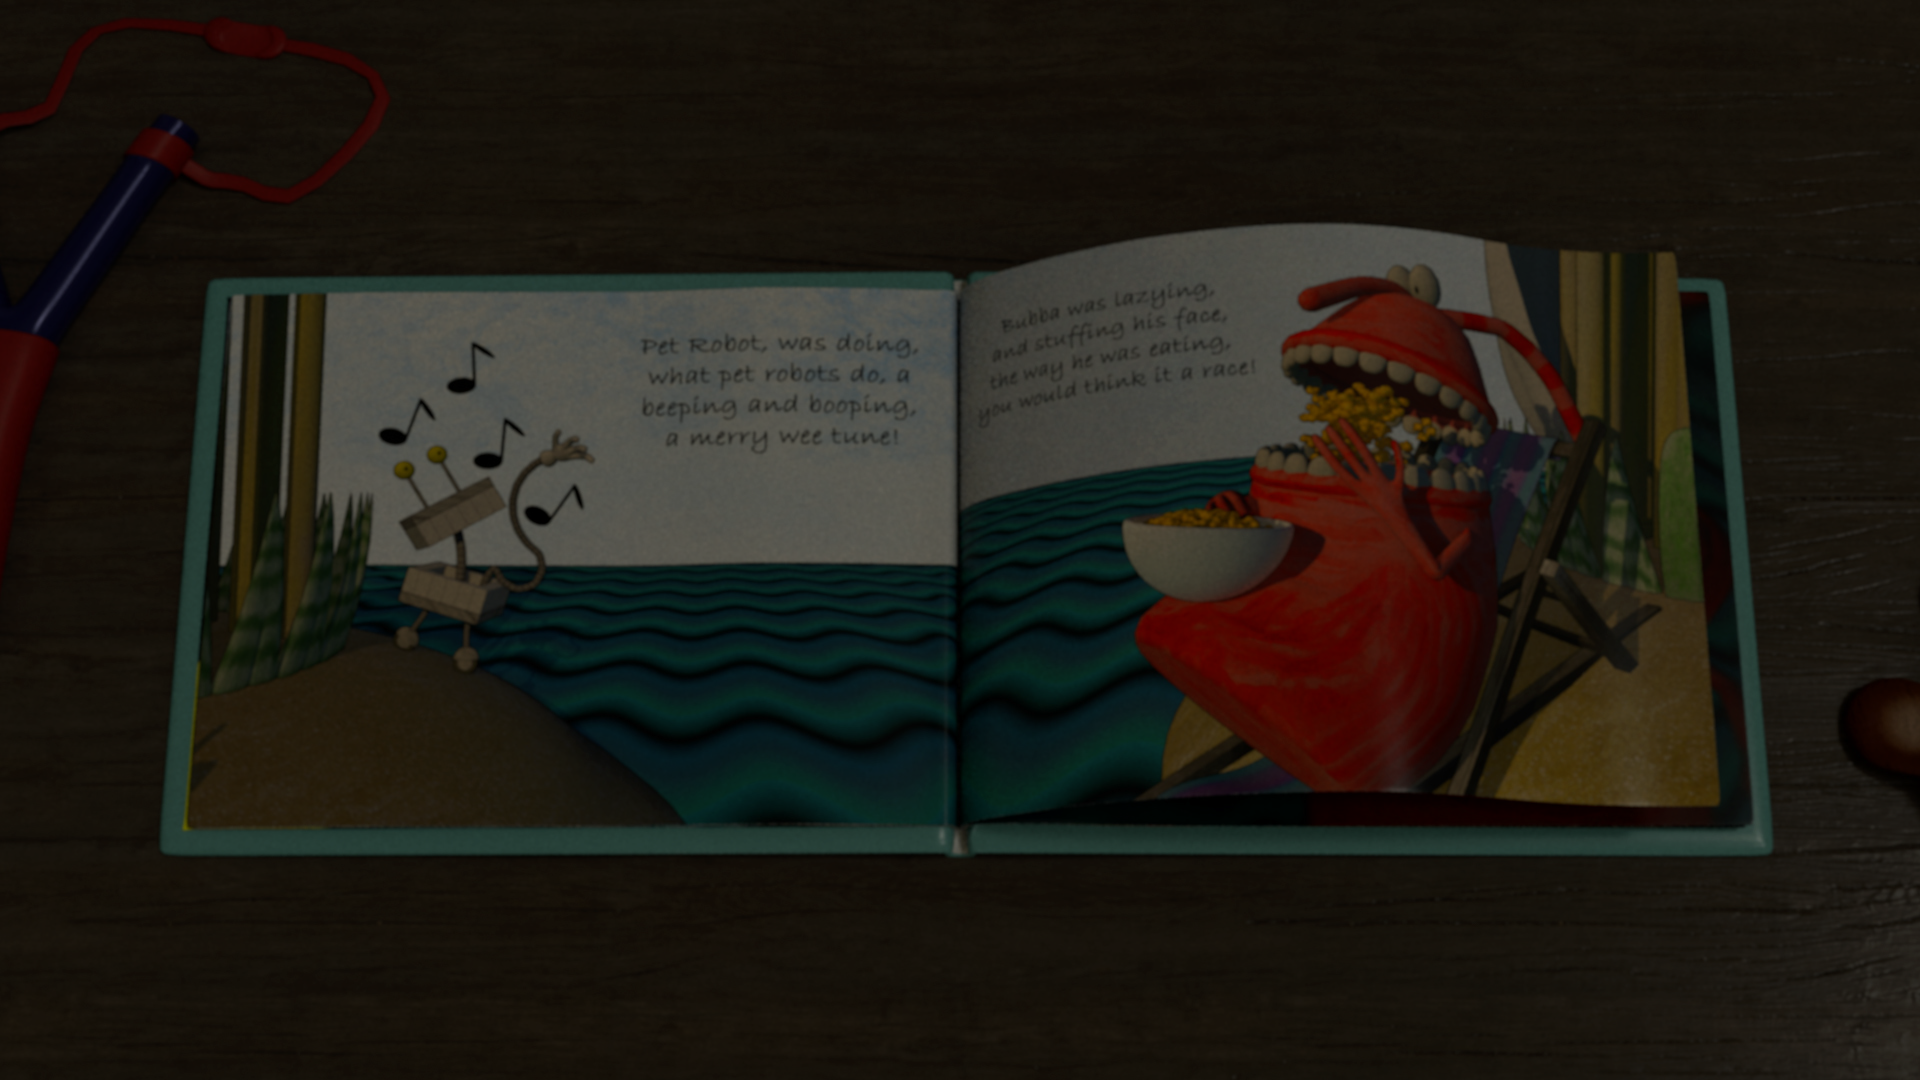 Pet Robot, was doing,
what pet robots do, a
beeping and booping,
a merry wee tune!
Bubba was lazying,
and stuffing his face,
the way he was eating,
you would think it a race!